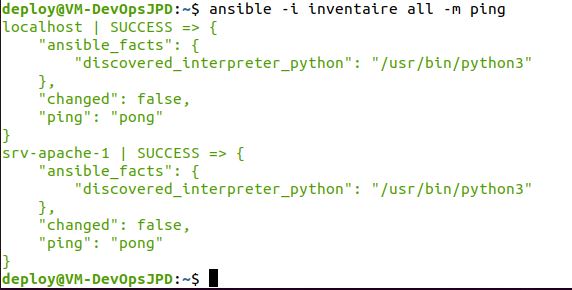 deploy@VM-DevOpsJPD:~$ ansible -i inventaire all -m ping
localhost | SUCCESS => {
    "ansible_facts": {
        "discovered_interpreter_python": "/usr/bin/python3"
    },
    "changed": false,
    "ping": "pong"
}
srv-apache-1 | SUCCESS => {
    "ansible_facts": {
        "discovered_interpreter_python": "/usr/bin/python3"
    },
    "changed": false,
    "ping": "pong"
}
deploy@VM-DevOpsJPD:~$